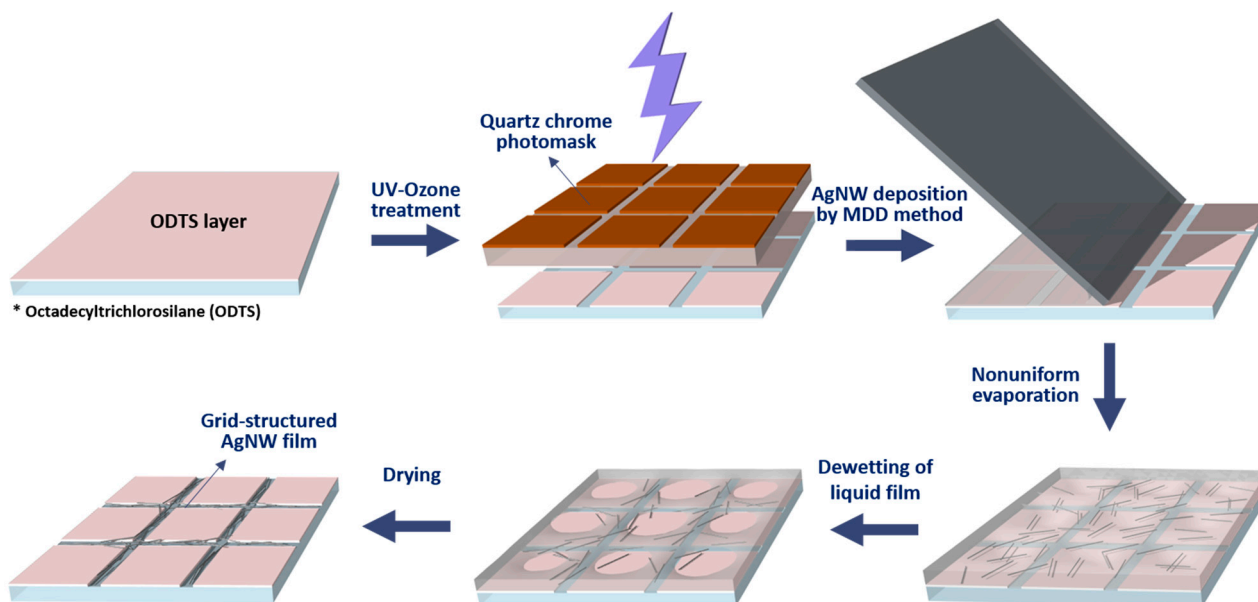 ODTS layer
* Octadecyltrichlorosilane (ODTS)
UV-Ozone
treatment
Quartz chrome
photomask
AgNW deposition
by MDD method
Nonuniform
evaporation
Dewetting of
liquid film
Drying
Grid-structured
AgNW film